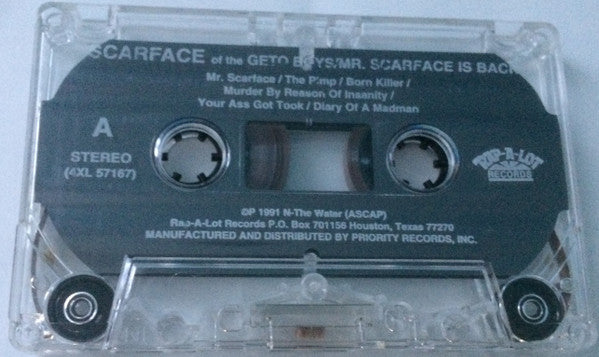 SCARFACE of the GETO BOYS/MR. SCARFACE IS BACK
Mr. Scarface / The Pimp / Born Killer /
Murder By Reason Of Insanity /
Your Ass Got Took / Diary Of A Madman
A
STEREO
(4XL 57167)
RAP-A-LOT
RECORDS
©P 1991 N-The Water (ASCAP)
Rap-A-Lot Records P.O. Box 701156 Houston, Texas 77270
MANUFACTURED AND DISTRIBUTED BY PRIORITY RECORDS, INC.